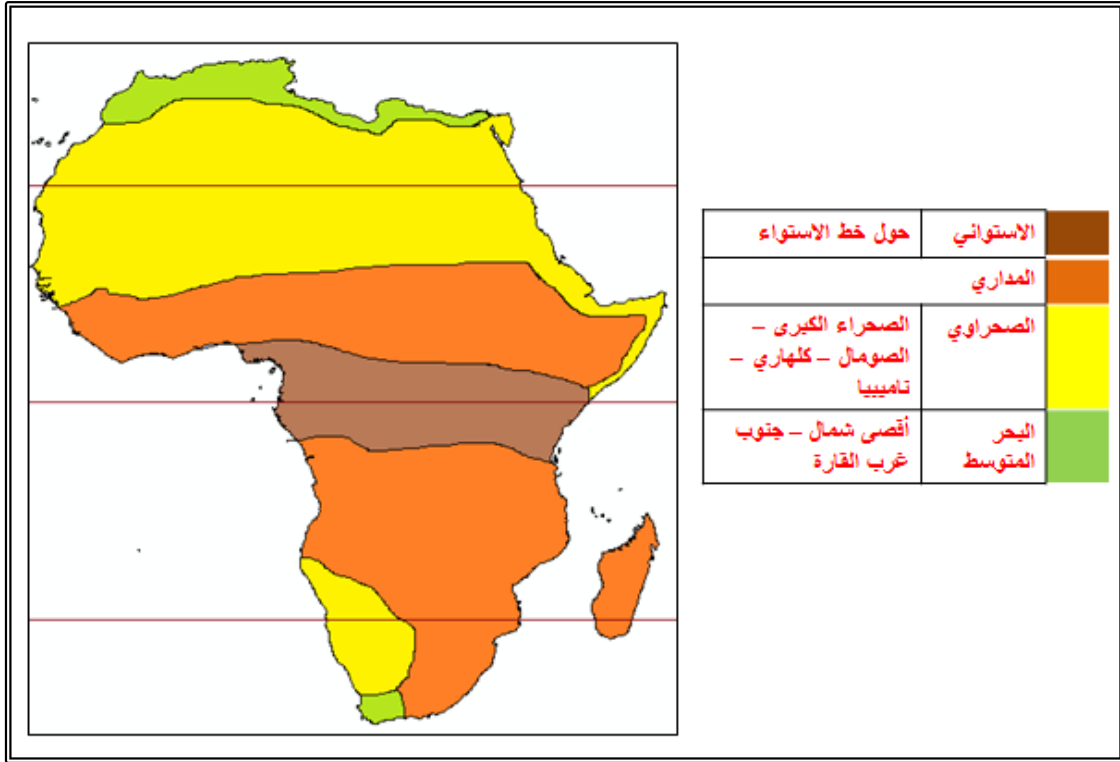 الاستوائي
حول خط الاستواء
المداري
الصحراوي
الصحراء الكبرى –
الصومال – كلهاري –
ناميبيا
البحر
المتوسط
أقصى شمال – جنوب
غرب القارة